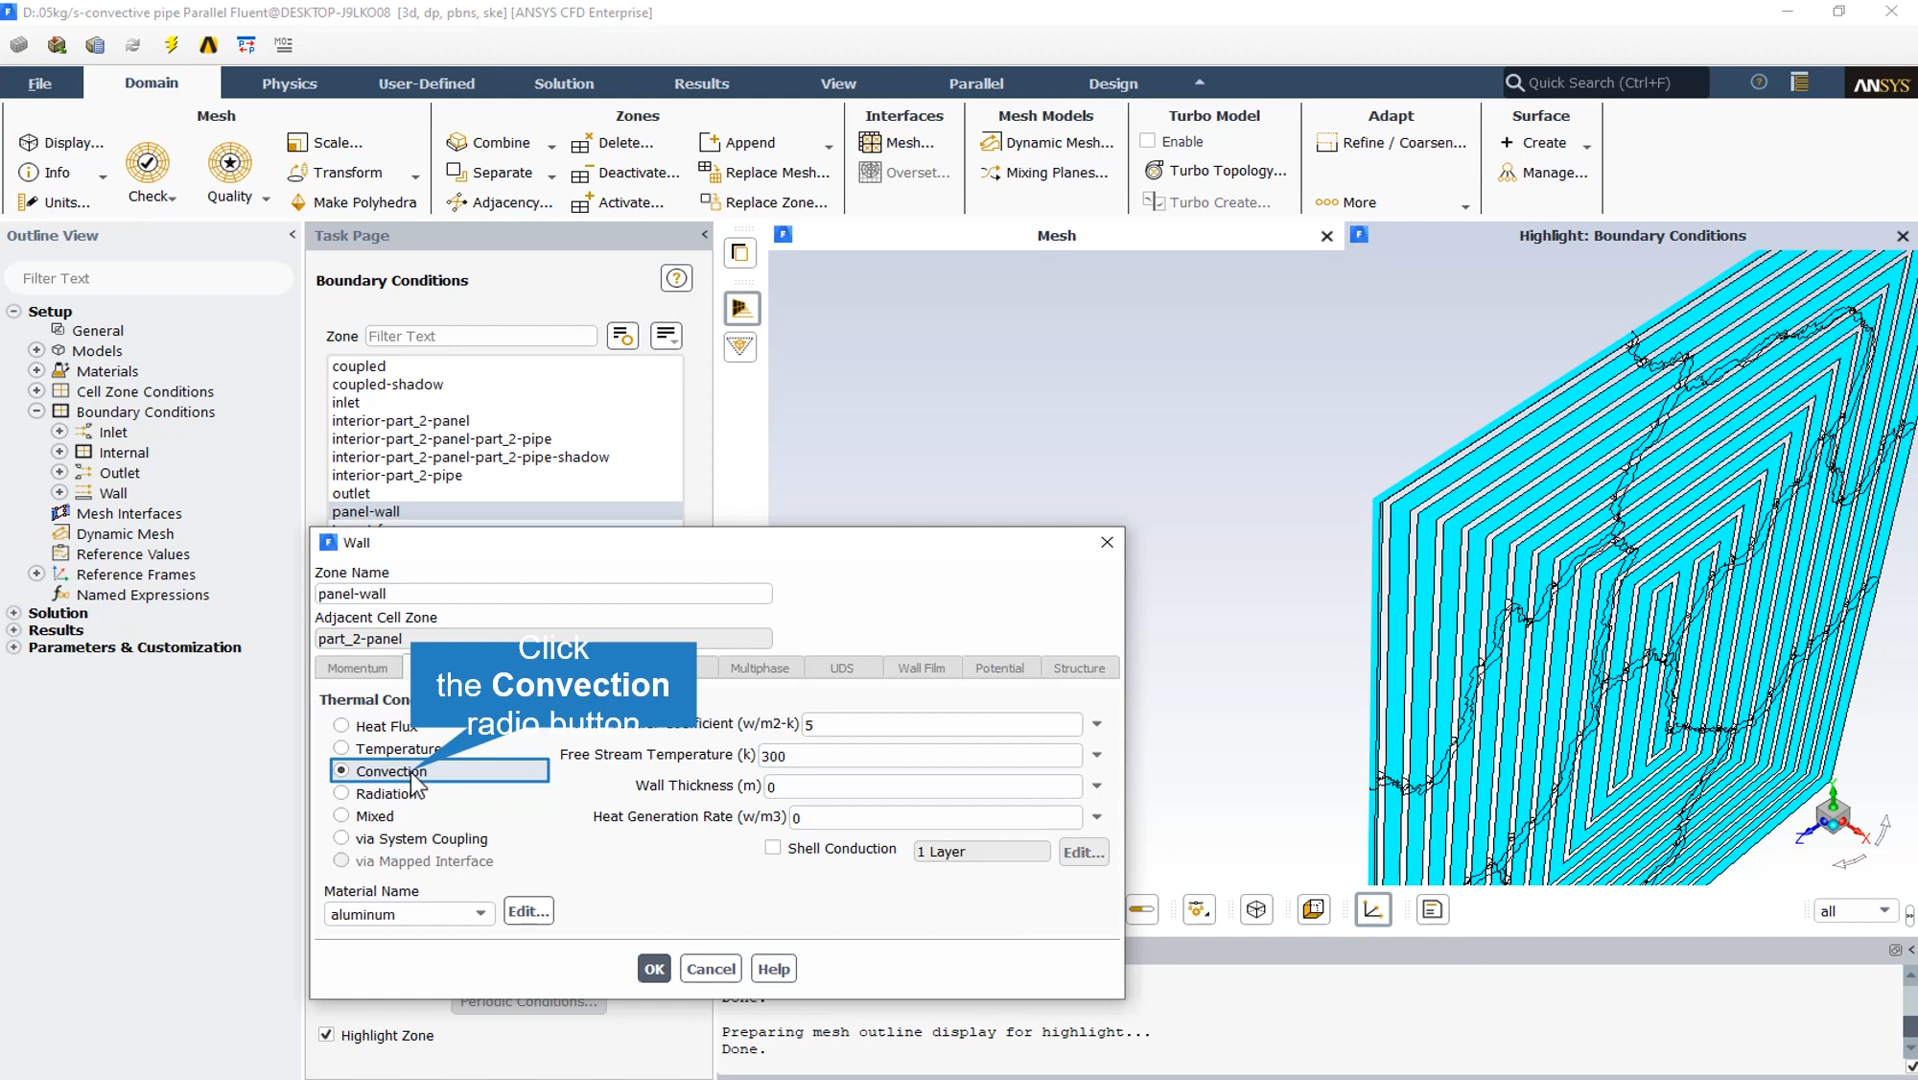 D:.05kg/s-convective pipe Parallel Fluent@DESKTOP-J9LKO08 [3d, dp, pbns, ske] [ANSYS CFD Enterprise]
File
Domain
Physics
User-Defined
Solution
Results
View
Parallel
Design
Quick Search (Ctrl+F)
ANSYS
Mesh
Display...
Info
Units...
Check
Quality
Scale...
Transform
Make Polyhedra
Zones
Combine
Separate
Adjacency...
Delete...
Deactivate...
Activate...
Append
Replace Mesh...
Replace Zone...
Interfaces
Mesh...
Overset...
Mesh Models
Dynamic Mesh...
Mixing Planes...
Turbo Model
Enable
Turbo Topology...
Turbo Create...
Adapt
Refine / Coarsen...
More
Surface
Create
Manage...
Outline View
Filter Text
Setup
General
Models
Materials
Cell Zone Conditions
Boundary Conditions
Inlet
Internal
Outlet
Wall
Mesh Interfaces
Dynamic Mesh
Reference Values
Reference Frames
Named Expressions
Solution
Results
Parameters & Customization
Task Page
Boundary Conditions
Zone Filter Text
coupled
coupled-shadow
inlet
interior-part_2-panel
interior-part_2-panel-part_2-pipe
interior-part_2-panel-part_2-pipe-shadow
interior-part_2-pipe
outlet
panel-wall
Mesh
Highlight: Boundary Conditions
Wall
Zone Name
panel-wall
Adjacent Cell Zone
part_2-panel
Momentum
Multiphase
UDS
Wall Film
Potential
Structure
Click
the Convection
radio button
Thermal
Heat Flux
Temperature
Convection
Radiation
Mixed
via System Coupling
via Mapped Interface
(w/m2-k) 5
Free Stream Temperature (k) 300
Wall Thickness (m) 0
Heat Generation Rate (w/m3) 0
Shell Conduction
1 Layer
Edit...
Material Name
aluminum
Edit...
OK
Cancel
Help
Periodic Conditions...
Highlight Zone
Y
Z
X
all
Done.
Preparing mesh outline display for highlight...
Done.